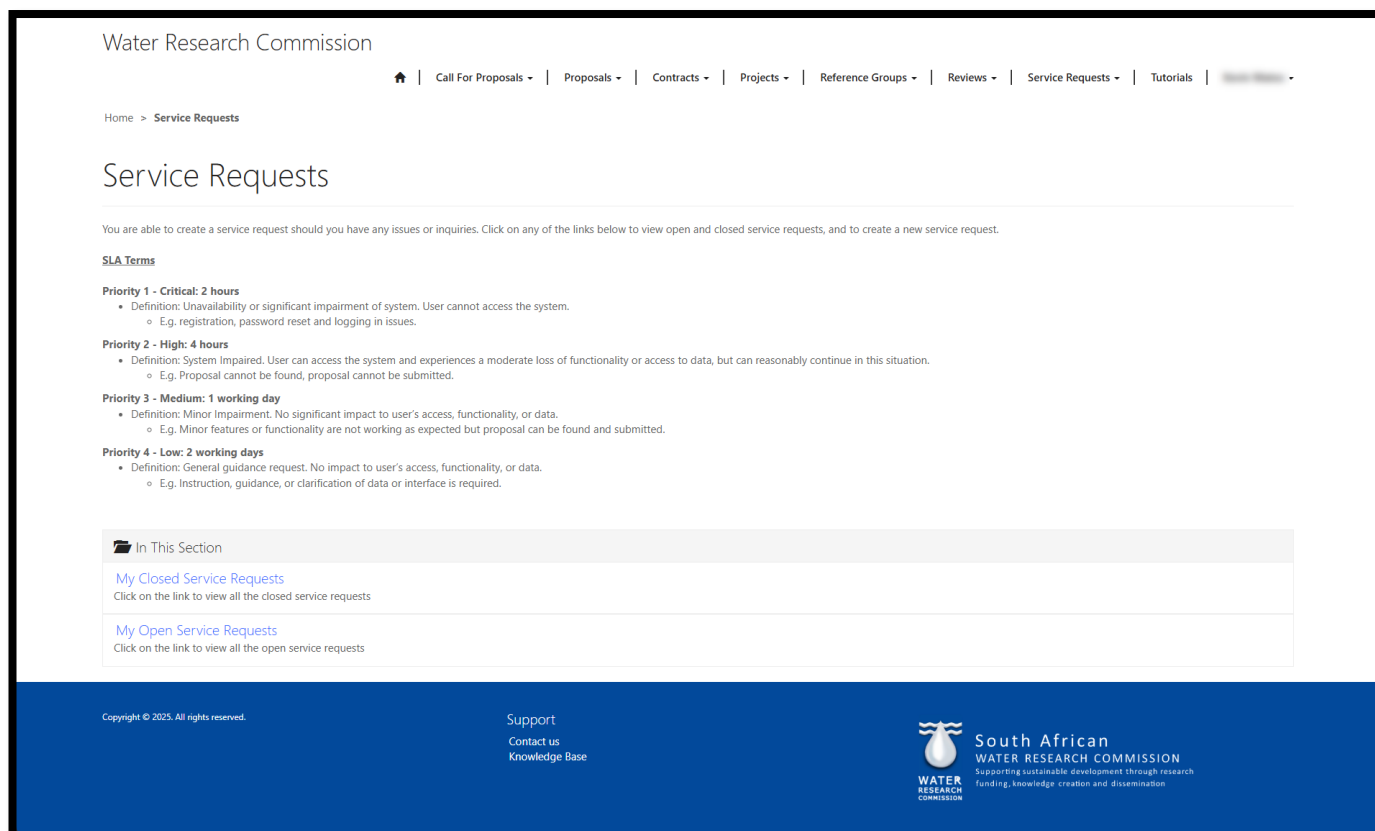 Water Research Commission
Call For Proposals
Proposals
Contracts
Projects
Reference Groups
Reviews
Service Requests
Tutorials
Home > Service Requests
Service Requests
You are able to create a service request should you have any issues or inquiries. Click on any of the links below to view open and closed service requests, and to create a new service request.
SLA Terms
Priority 1 - Critical: 2 hours
Definition: Unavailability or significant impairment of system. User cannot access the system.
E.g. registration, password reset and logging in issues.
Priority 2 - High: 4 hours
Definition: System Impaired. User can access the system and experiences a moderate loss of functionality or access to data, but can reasonably continue in this situation.
E.g. Proposal cannot be found, proposal cannot be submitted.
Priority 3 - Medium: 1 working day
Definition: Minor Impairment. No significant impact to user's access, functionality, or data.
E.g. Minor features or functionality are not working as expected but proposal can be found and submitted.
Priority 4 - Low: 2 working days
Definition: General guidance request. No impact to user's access, functionality, or data.
E.g. Instruction, guidance, or clarification of data or interface is required.
In This Section
My Closed Service Requests
Click on the link to view all the closed service requests
My Open Service Requests
Click on the link to view all the open service requests
Copyright © 2025. All rights reserved.
Support
Contact us
Knowledge Base
WATER
RESEARCH
COMMISSION
South African
WATER RESEARCH COMMISSION
Supporting sustainable development through research
funding, knowledge creation and dissemination